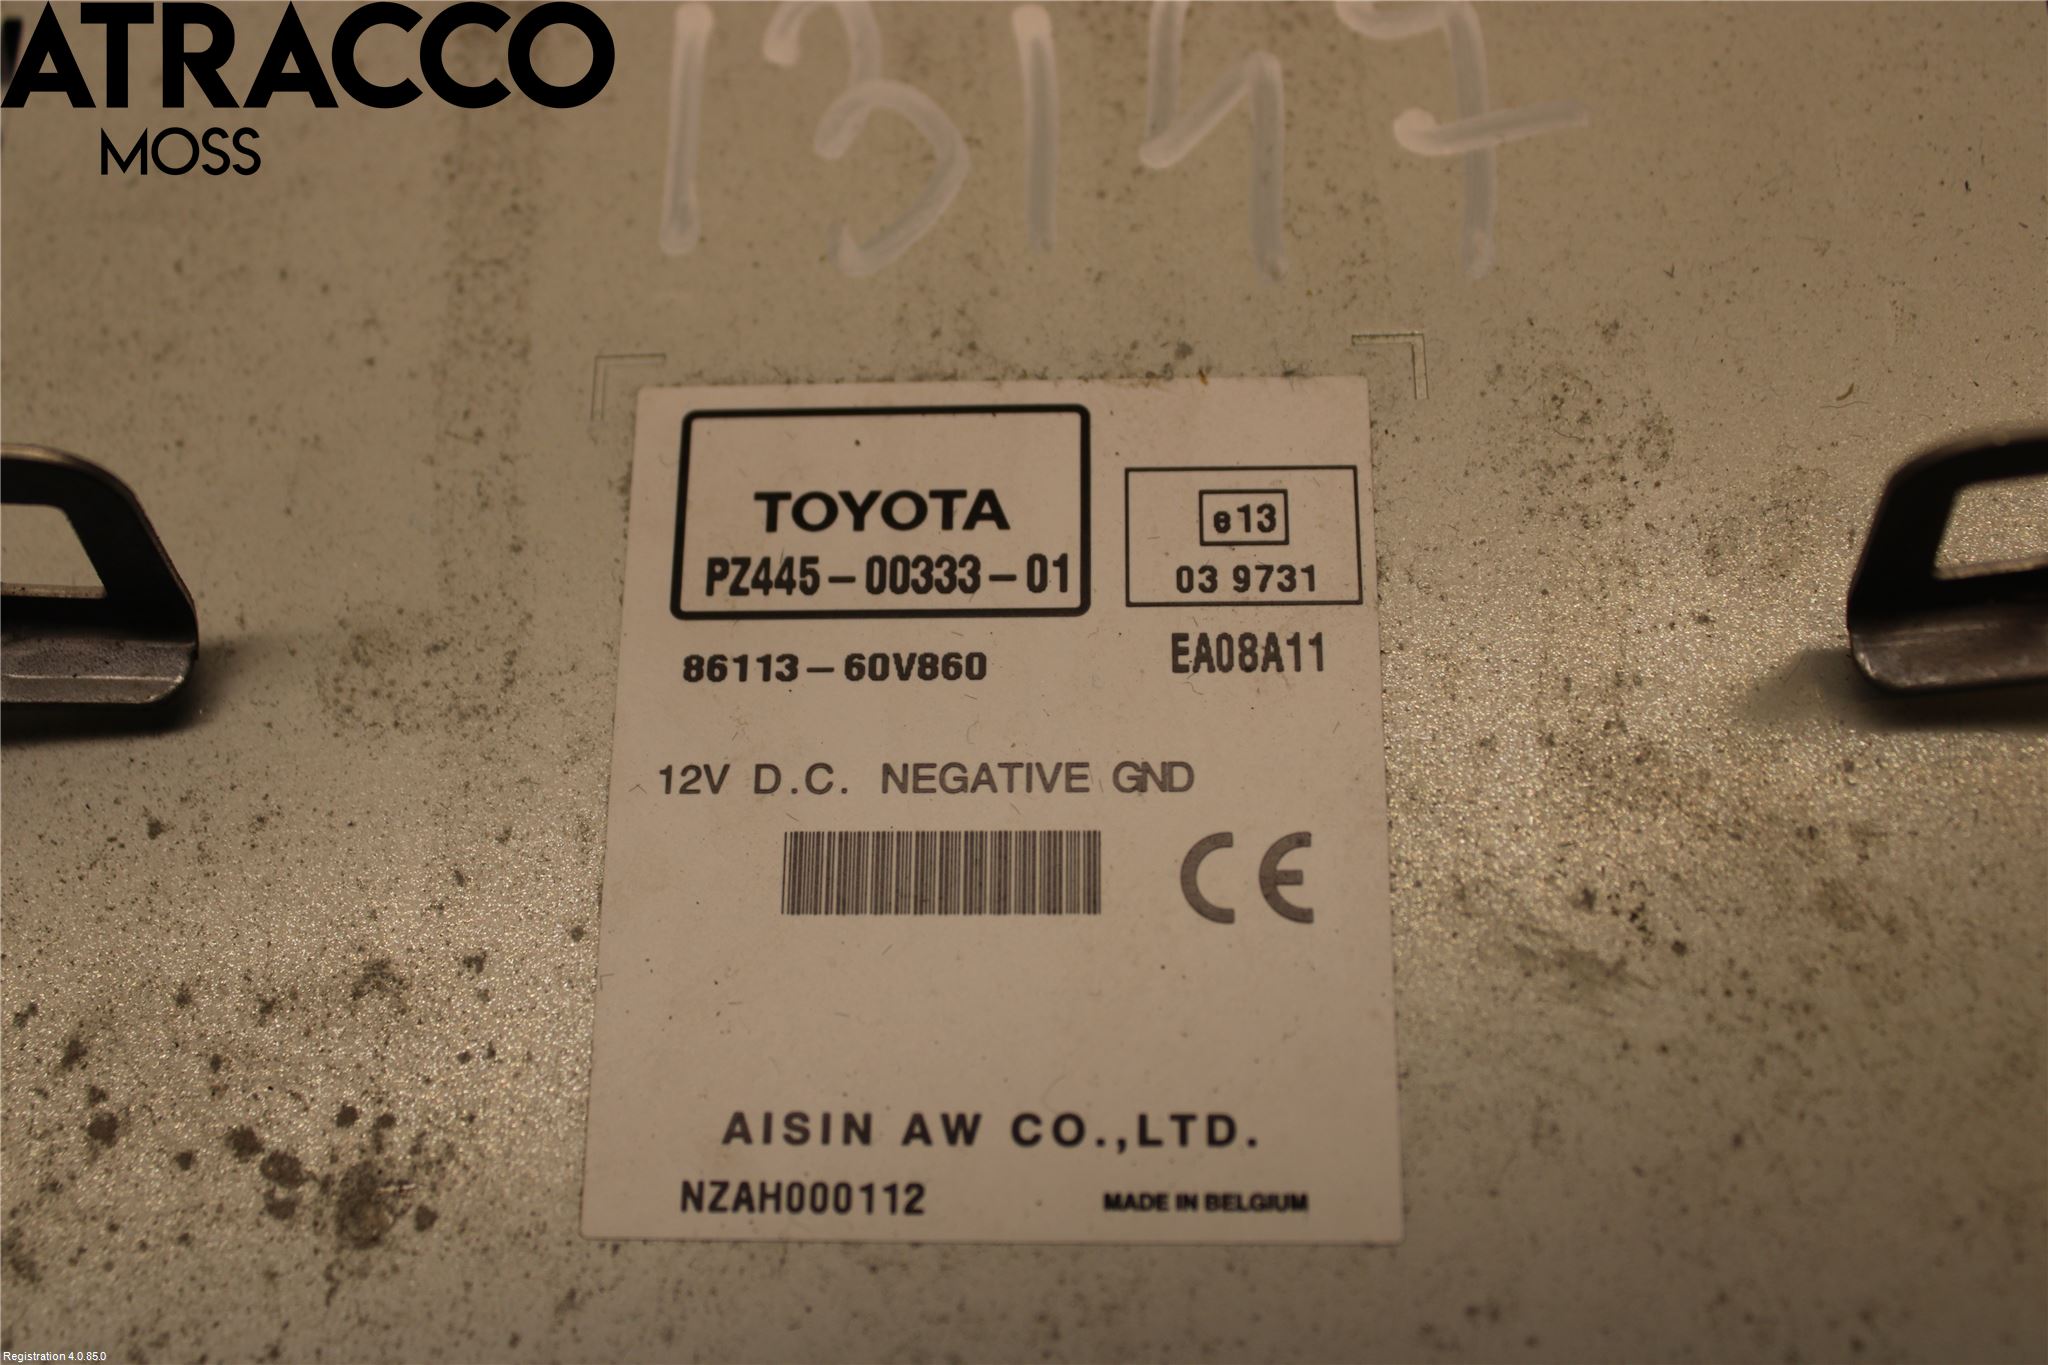 ATRACCO
MOSS
13147
TOYOTA
PZ445-00333-01
e13
03 9731
86113-60V860
EA08A11
12V D.C. NEGATIVE GND
CE
AISIN AW CO.,LTD.
NZAH000112
MADE IN BELGIUM
Registration 4.0.85.0